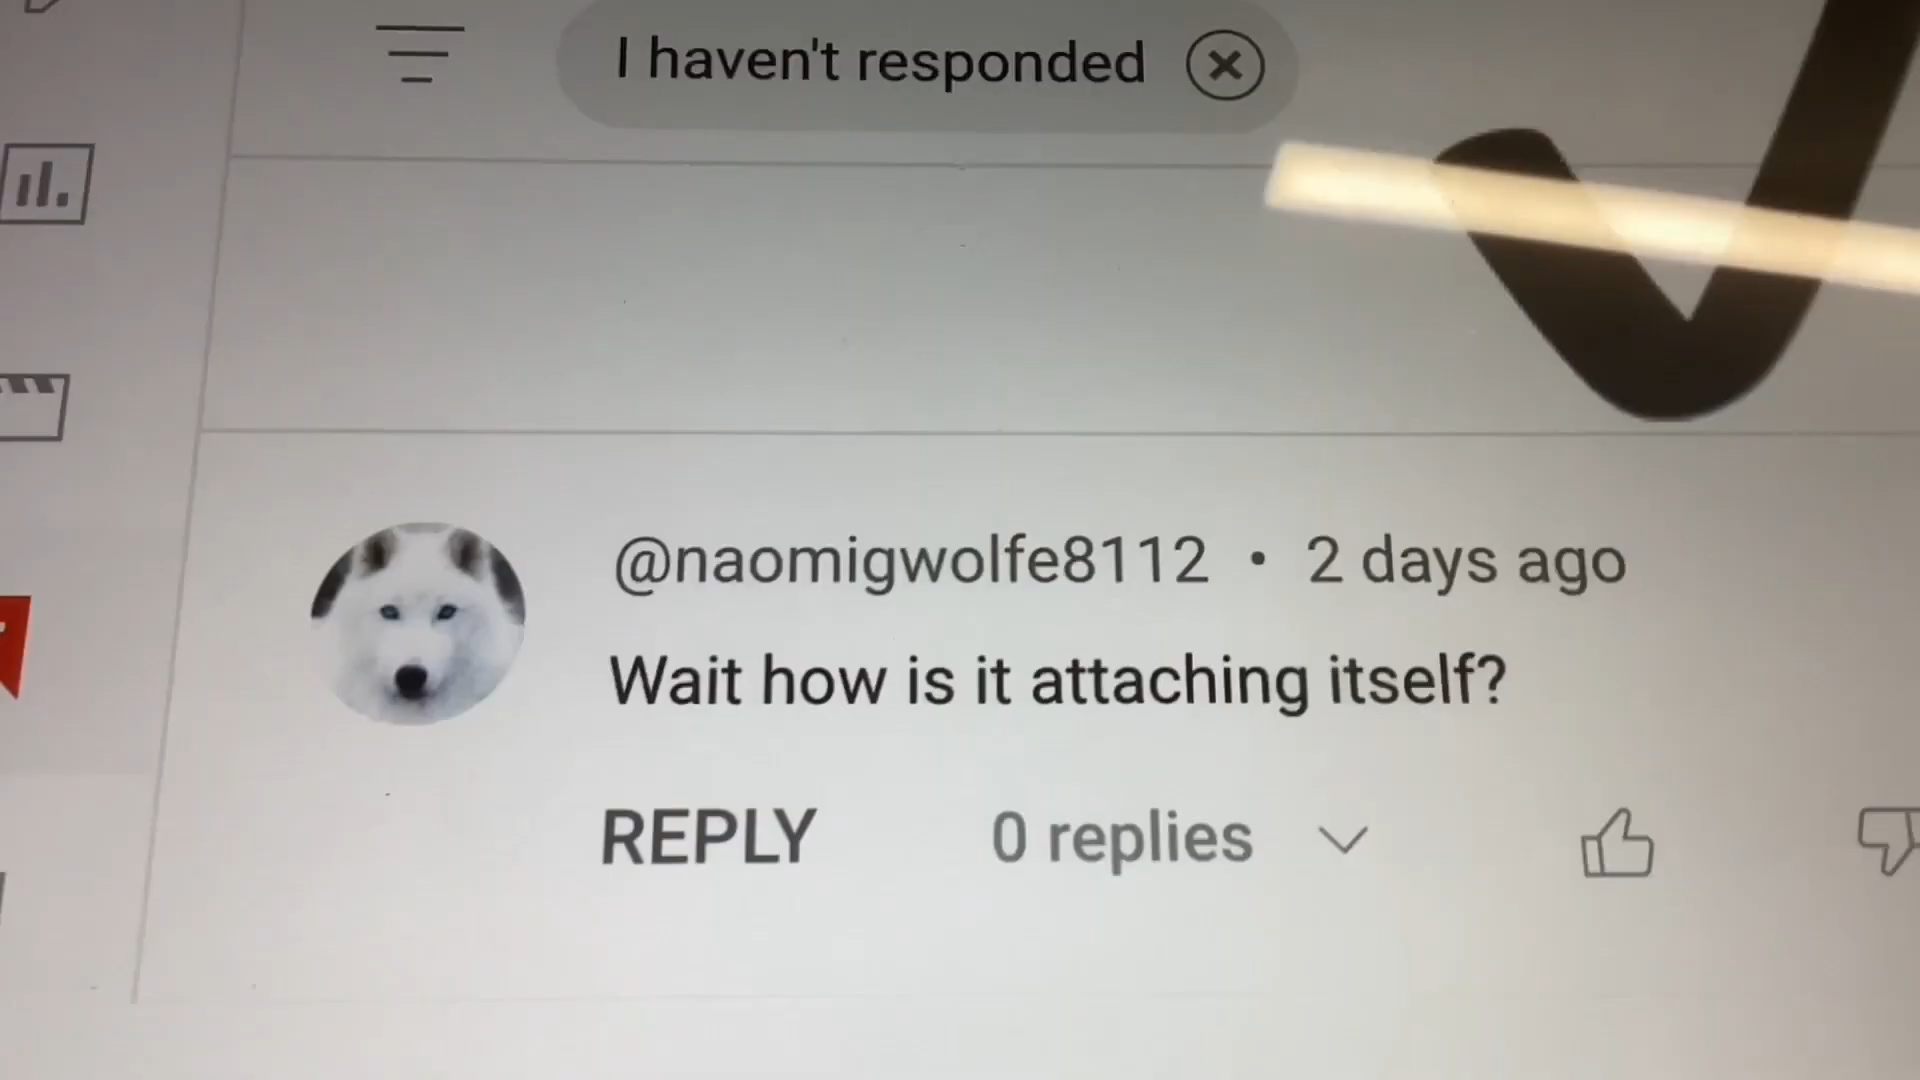 I haven't responded
@naomigwolfe8112 • 2 days ago
Wait how is it attaching itself?
REPLY 0 replies